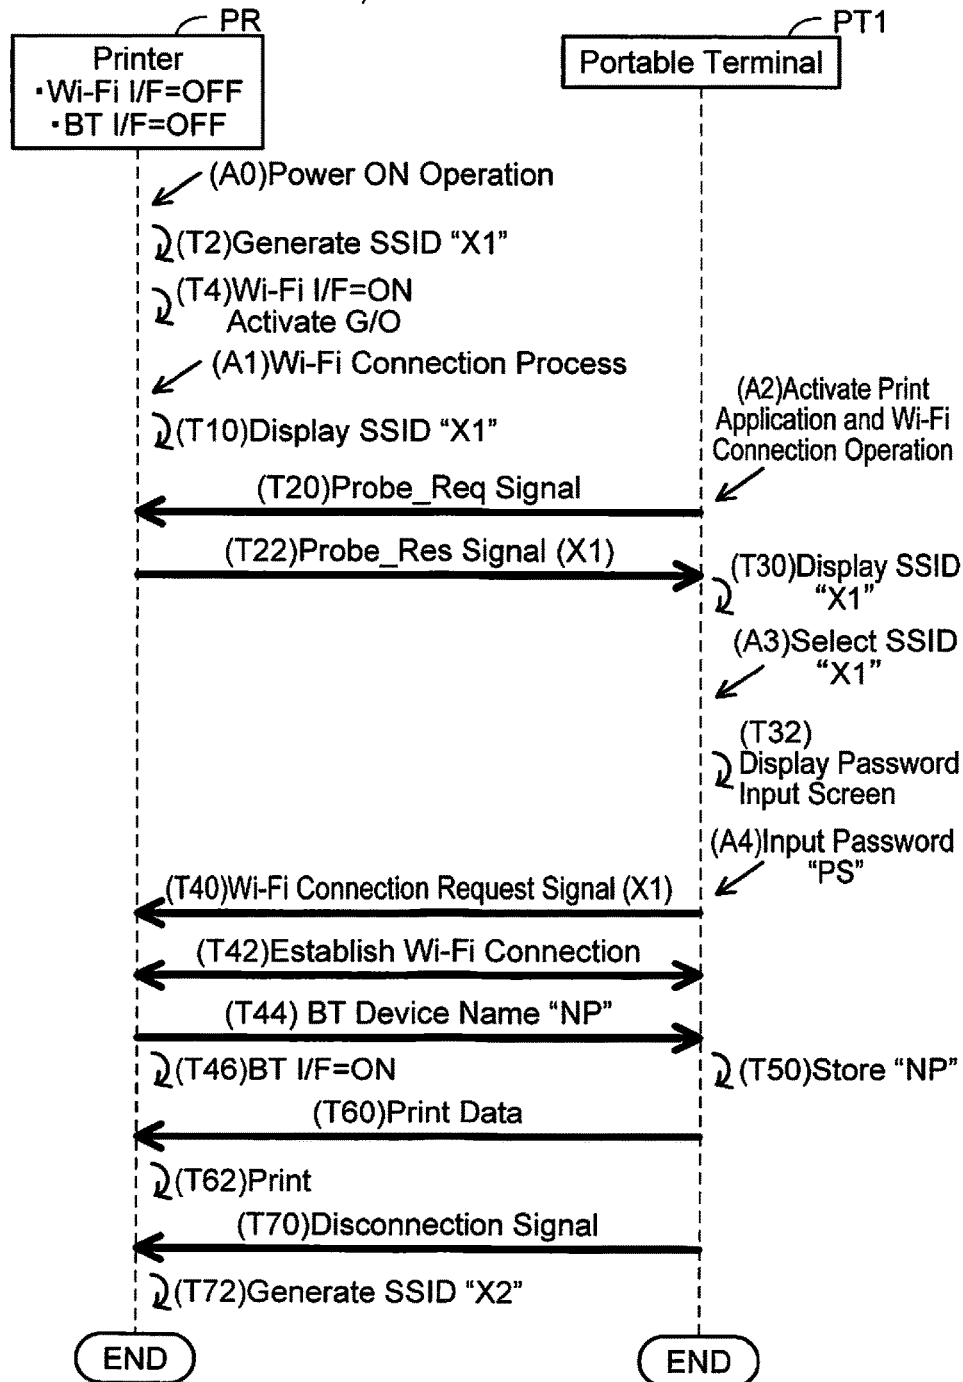 PR
PT1
Printer
・Wi-Fi I/F=OFF
・BT I/F=OFF
Portable Terminal
(A0)Power ON Operation
(T2)Generate SSID “X1”
(T4)Wi-Fi I/F=ON
Activate G/O
(A1)Wi-Fi Connection Process
(T10)Display SSID “X1”
(A2)Activate Print
Application and Wi-Fi
Connection Operation
(T20)Probe_Req Signal
(T22)Probe_Res Signal (X1)
(T30)Display SSID
“X1”
(A3)Select SSID
“X1”
(T32)
Display Password
Input Screen
(A4)Input Password
“PS”
(T40)Wi-Fi Connection Request Signal (X1)
(T42)Establish Wi-Fi Connection
(T44) BT Device Name “NP”
(T46)BT I/F=ON
(T50)Store “NP”
(T60)Print Data
(T62)Print
(T70)Disconnection Signal
(T72)Generate SSID “X2”
END
END